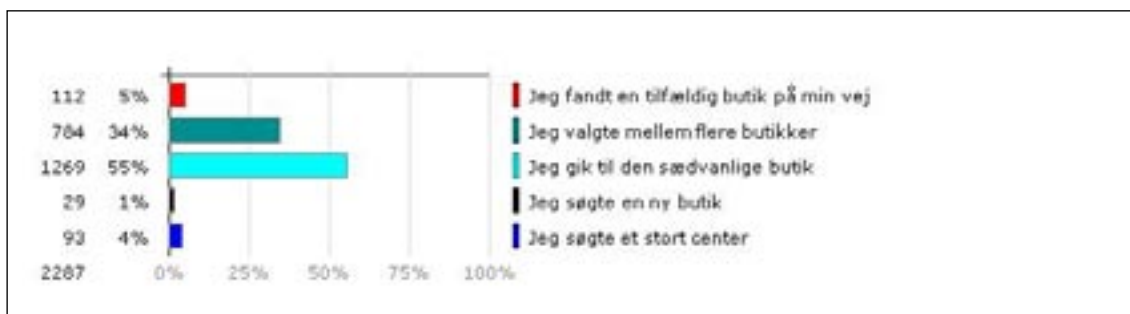 112 5% Jeg fandt en tilfældig butik på min vej
784 34% Jeg valgte mellem flere butikker
1269 55% Jeg gik til den sædvanlige butik
29 1% Jeg søgte en ny butik
93 4% Jeg søgte et stort center
2287 0% 25% 50% 75% 100%